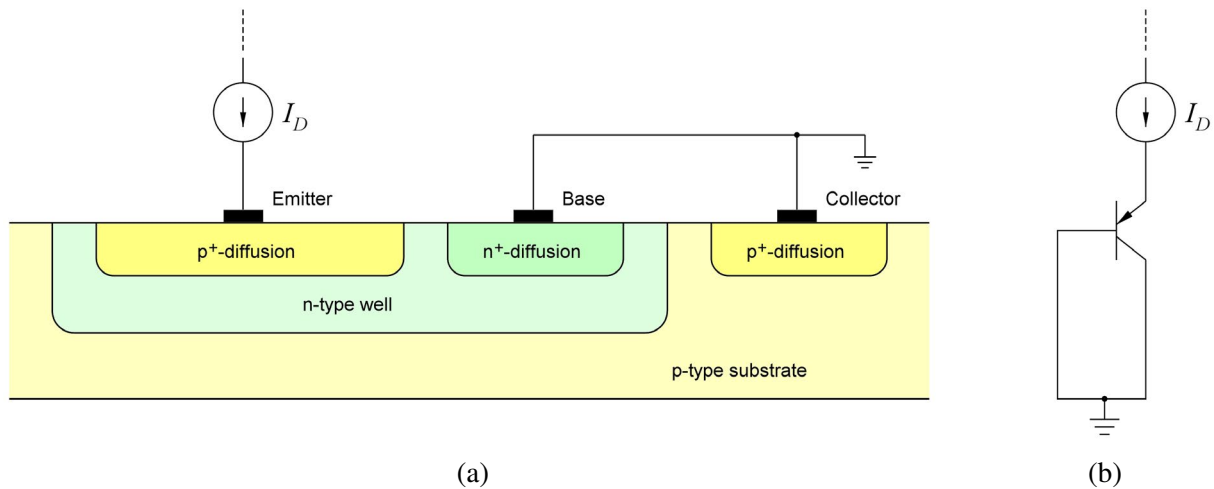 I_D
I_D
Emitter
Base
Collector
p⁺-diffusion
n⁺-diffusion
p⁺-diffusion
n-type well
p-type substrate
(a)
(b)